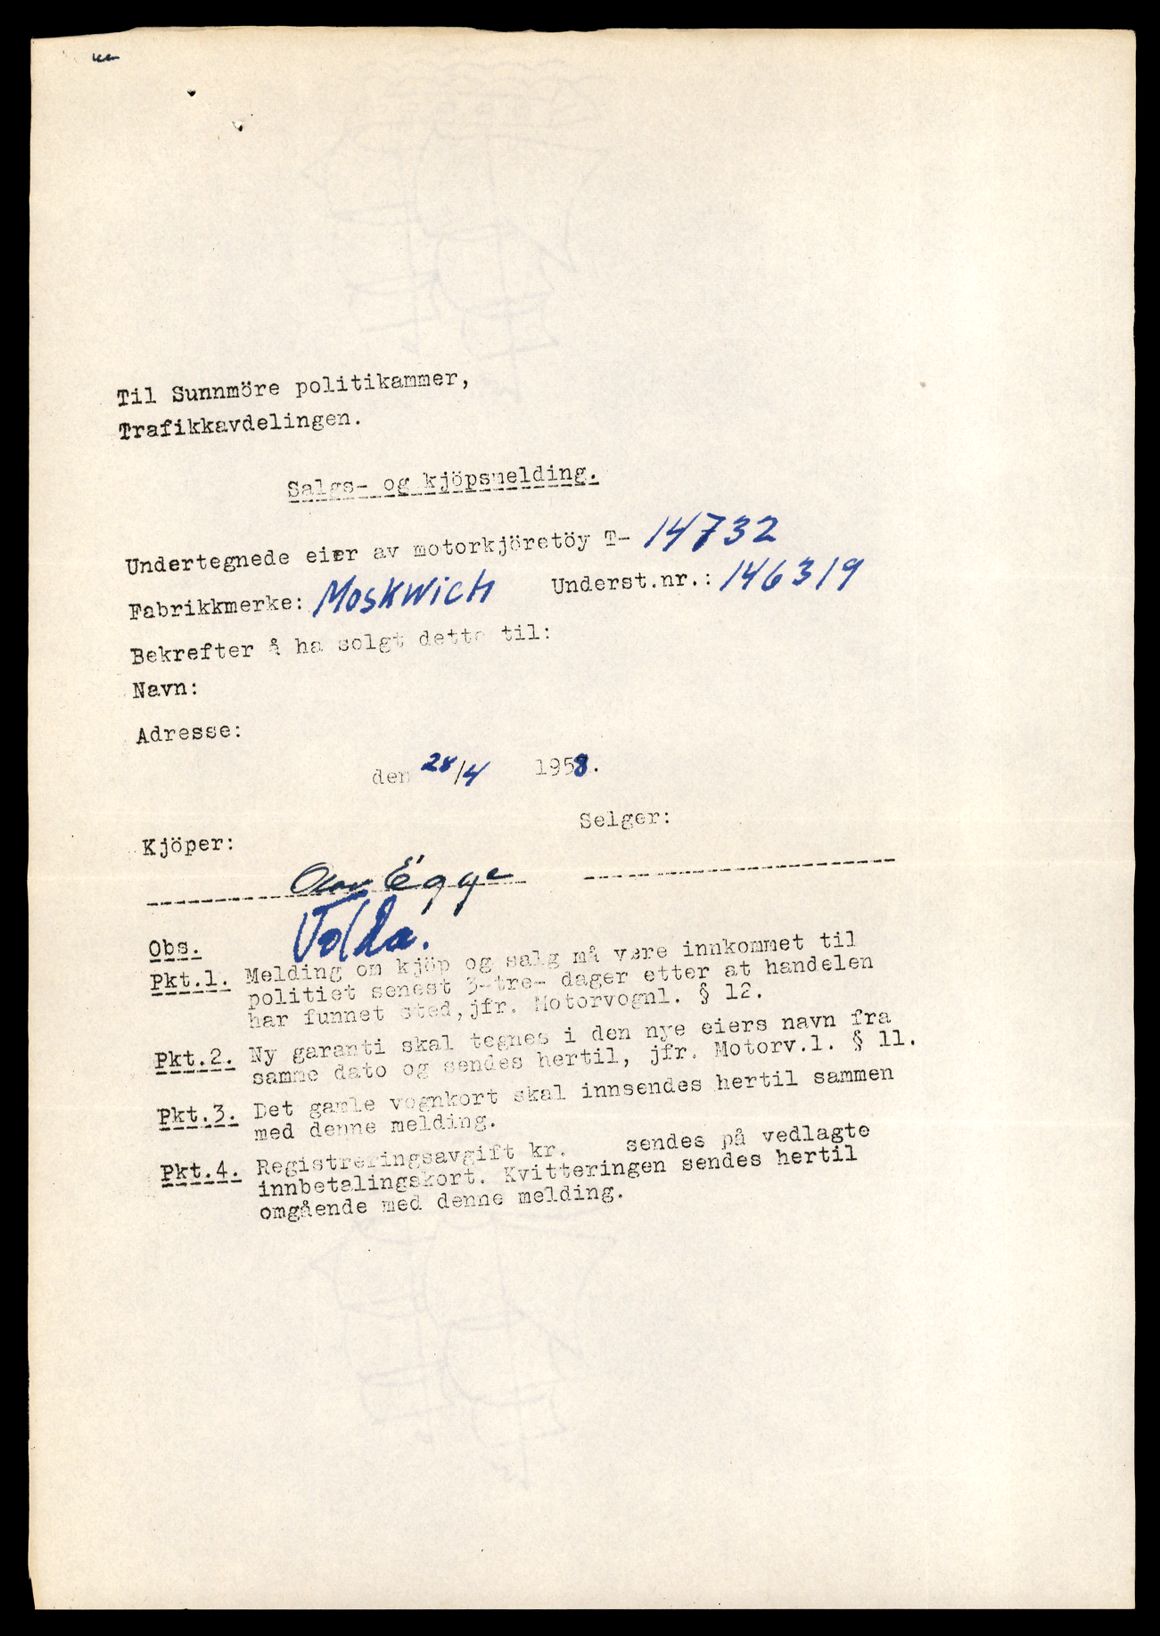 Til Sunnmöre politikammer,
Trafikkavdelingen.
Salgs- og kjöpsmelding.
Undertegnede eier av motorkjöretöy T- 14732
Fabrikkmerke: Moskwich Underst.nr.: 146319
Bekrefter å ha solgt dette til:
Navn:
Adresse:
den 28/4 1958.
Kjöper: Selger:
Olav Egge
Volda.
Obs.
Pkt.1. Melding om kjöp og salg må være innkommet til
politiet senest 3-tre- dager etter at handelen
har funnet sted, jfr. Motorvognl. § 12.
Pkt.2. Ny garanti skal tegnes i den nye eiers navn fra
samme dato og sendes hertil, jfr. Motorv.l. § 11.
Pkt.3. Det gamle vognkort skal innsendes hertil sammen
med denne melding.
Pkt.4. Registreringsavgift kr. sendes på vedlagte
innbetalingskort. Kvitteringen sendes hertil
omgående med denne melding.